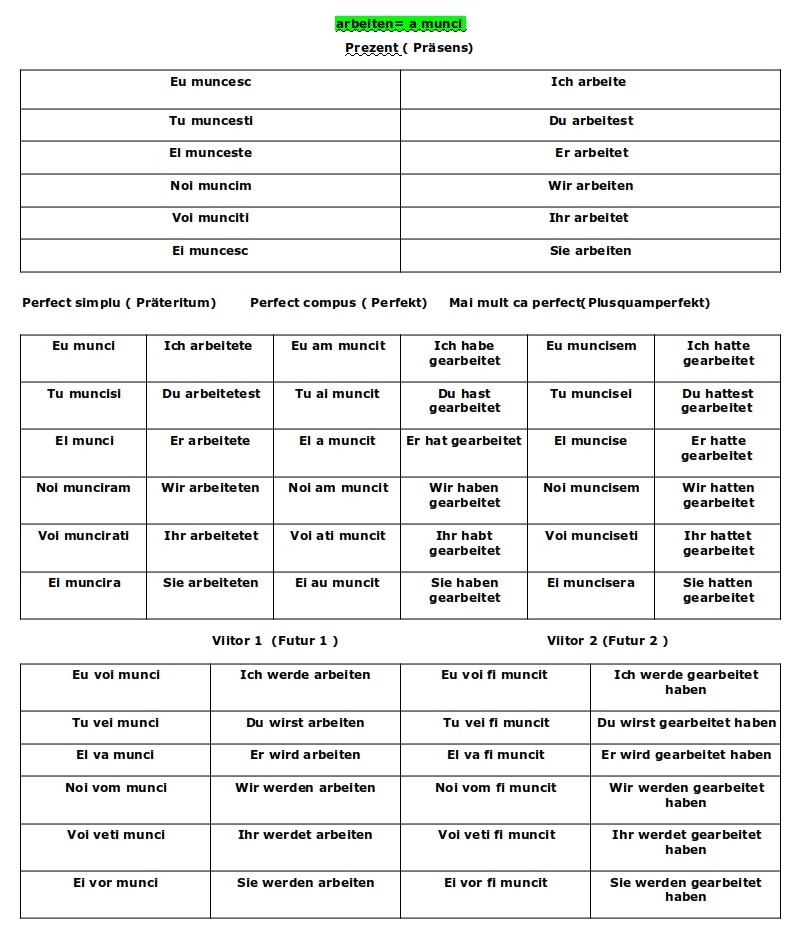 arbeiten= a munci
Prezent ( Präsens)
Eu muncesc Ich arbeite
Tu muncesti Du arbeitest
El munceste Er arbeitet
Noi muncim Wir arbeiten
Voi munciti Ihr arbeitet
Ei muncesc Sie arbeiten
Perfect simplu ( Präteritum) Perfect compus ( Perfekt) Mai mult ca perfect( Plusquamperfekt)
Eu munci Ich arbeitete Eu am muncit Ich habe gearbeitet Eu muncisem Ich hatte gearbeitet
Tu muncisi Du arbeitetest Tu ai muncit Du hast gearbeitet Tu muncisei Du hattest gearbeitet
El munci Er arbeitete El a muncit Er hat gearbeitet El muncise Er hatte gearbeitet
Noi munciram Wir arbeiteten Noi am muncit Wir haben gearbeitet Noi muncisem Wir hatten gearbeitet
Voi muncirati Ihr arbeitetet Voi ati muncit Ihr habt gearbeitet Voi munciseti Ihr hattet gearbeitet
Ei muncira Sie arbeiteten Ei au muncit Sie haben gearbeitet Ei muncisera Sie hatten gearbeitet
Viitor 1 (Futur 1 ) Viitor 2 (Futur 2 )
Eu voi munci Ich werde arbeiten Eu voi fi muncit Ich werde gearbeitet haben
Tu vei munci Du wirst arbeiten Tu vei fi muncit Du wirst gearbeitet haben
El va munci Er wird arbeiten El va fi muncit Er wird gearbeitet haben
Noi vom munci Wir werden arbeiten Noi vom fi muncit Wir werden gearbeitet haben
Voi veti munci Ihr werdet arbeiten Voi veti fi muncit Ihr werdet gearbeitet haben
Ei vor munci Sie werden arbeiten Ei vor fi muncit Sie werden gearbeitet haben